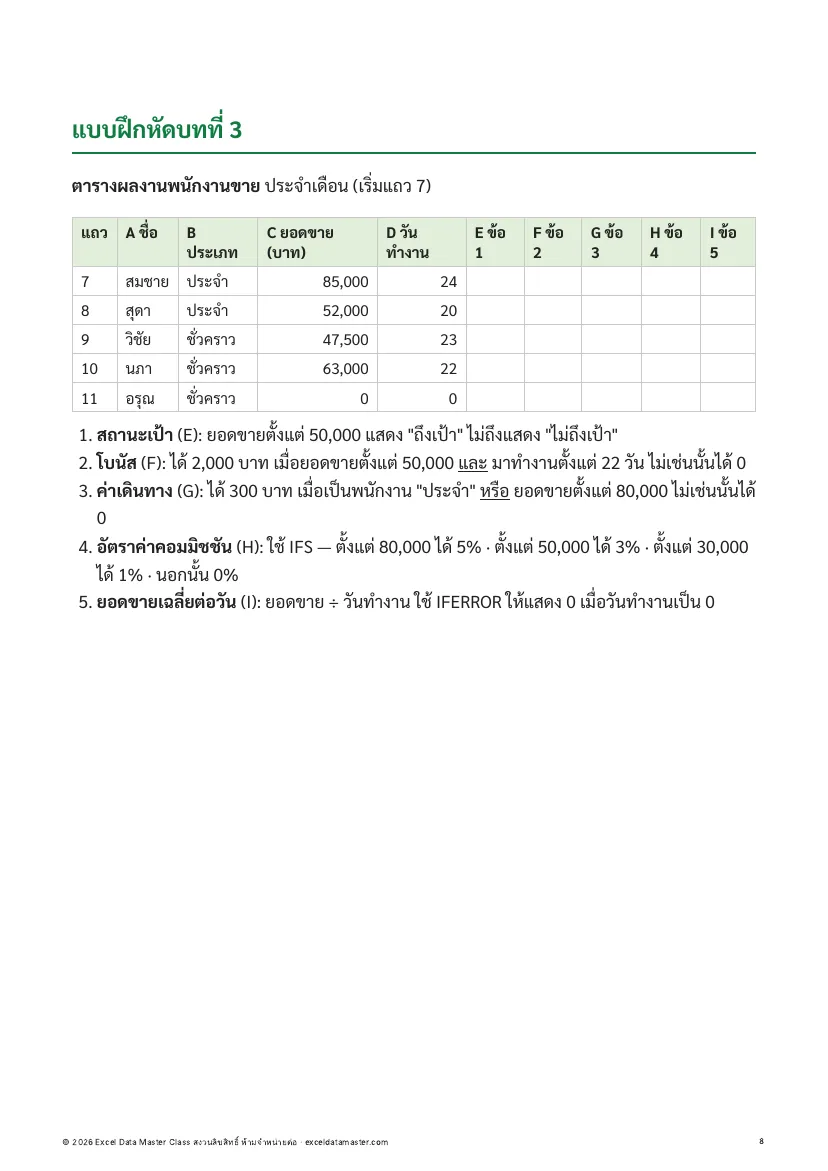 แบบฝึกหัดบทที่ 3
ตารางผลงานพนักงานขาย ประจำเดือน (เริ่มแถว 7)
แถว A ชื่อ B ประเภท C ยอดขาย (บาท) D วันทำงาน E ข้อ 1 F ข้อ 2 G ข้อ 3 H ข้อ 4 I ข้อ 5
7 สมชาย ประจำ 85,000 24
8 สุดา ประจำ 52,000 20
9 วิชัย ชั่วคราว 47,500 23
10 นภา ชั่วคราว 63,000 22
11 อรุณ ชั่วคราว 0 0
1. สถานะเป้า (E): ยอดขายตั้งแต่ 50,000 แสดง "ถึงเป้า" ไม่ถึงแสดง "ไม่ถึงเป้า"
2. โบนัส (F): ได้ 2,000 บาท เมื่อยอดขายตั้งแต่ 50,000 และ มาทำงานตั้งแต่ 22 วัน ไม่เช่นนั้นได้ 0
3. ค่าเดินทาง (G): ได้ 300 บาท เมื่อเป็นพนักงาน "ประจำ" หรือ ยอดขายตั้งแต่ 80,000 ไม่เช่นนั้นได้
0
4. อัตราค่าคอมมิชชัน (H): ใช้ IFS — ตั้งแต่ 80,000 ได้ 5% · ตั้งแต่ 50,000 ได้ 3% · ตั้งแต่ 30,000
ได้ 1% · นอกนั้น 0%
5. ยอดขายเฉลี่ยต่อวัน (I): ยอดขาย ÷ วันทำงาน ใช้ IFERROR ให้แสดง 0 เมื่อวันทำงานเป็น 0
© 2026 Excel Data Master Class สงวนลิขสิทธิ์ ห้ามจำหน่ายต่อ · exceldatamaster.com 8